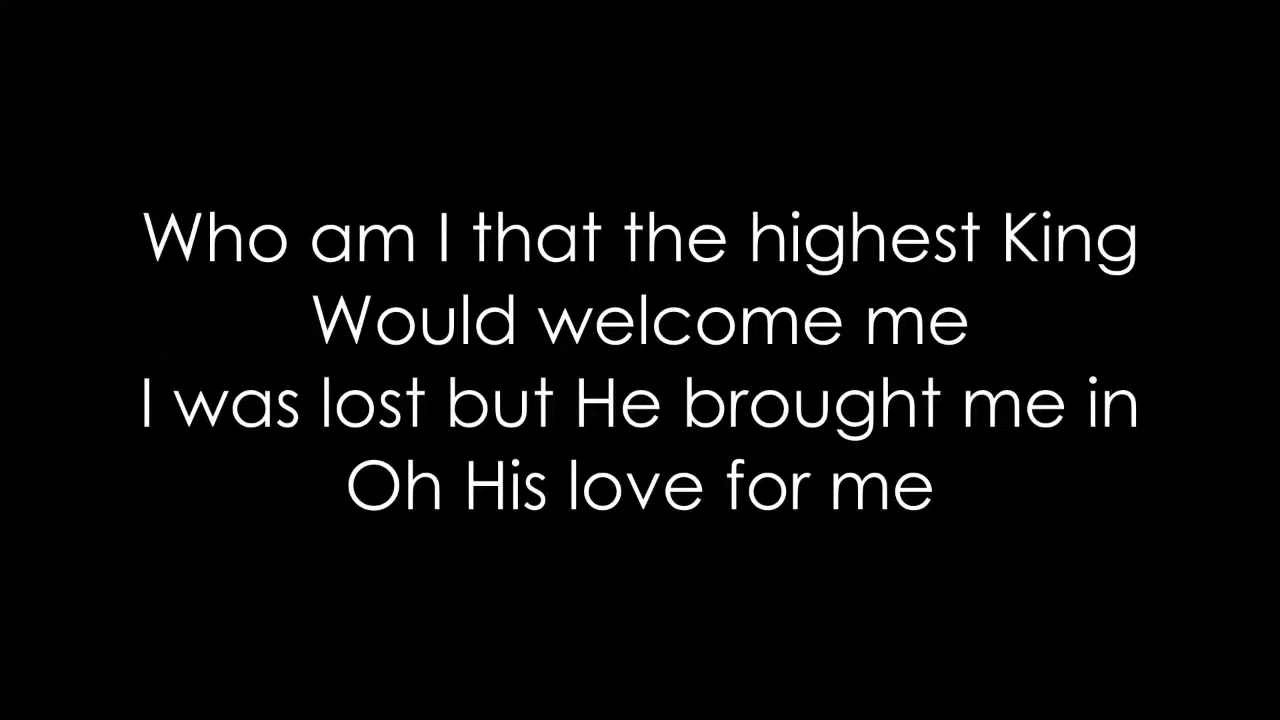 Who am I that the highest King
Would welcome me
I was lost but He brought me in
Oh His love for me